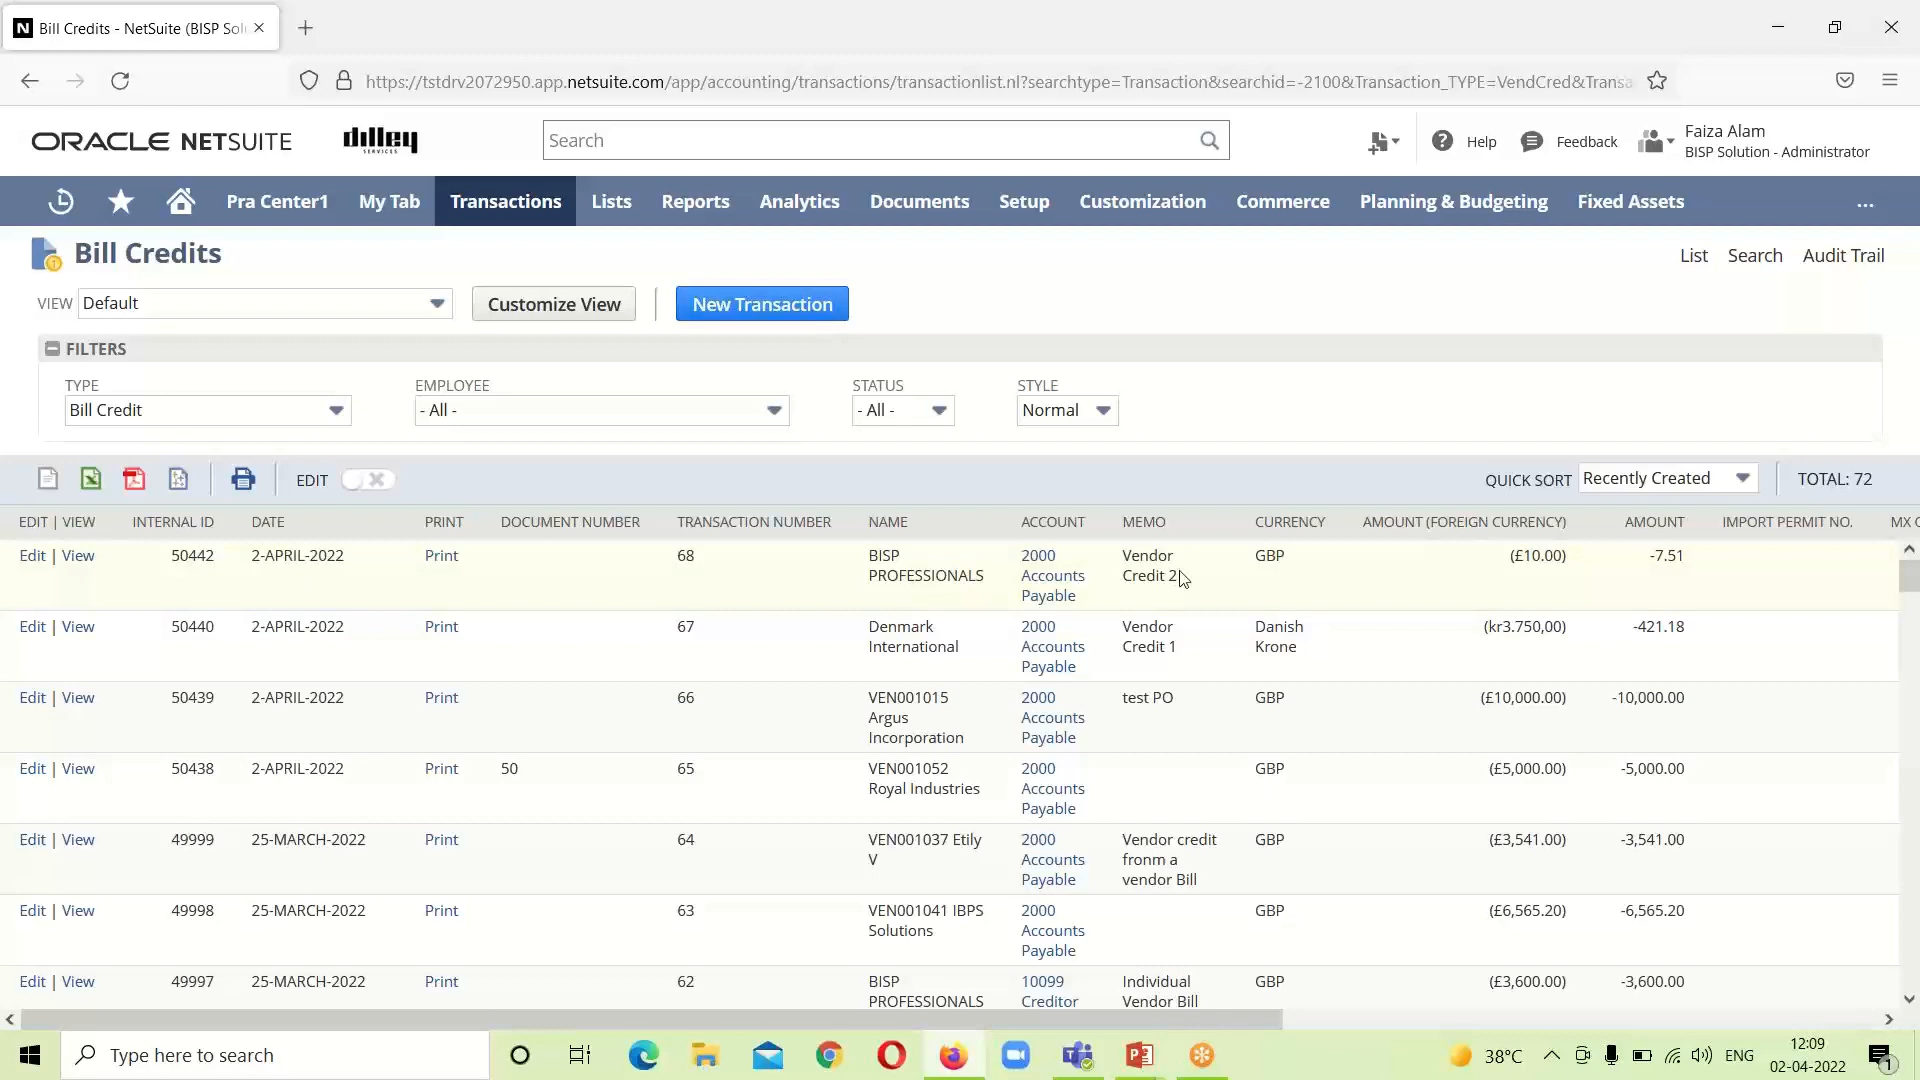 Bill Credits - NetSuite (BISP Sol
https://tstdrv2072950.app.netsuite.com/app/accounting/transactions/transactionlist.nl?searchtype=Transaction&searchid=-2100&Transaction_TYPE=VendCred&Transa
ORACLE NETSUITE
dilley
SERVICES
Search
Help
Feedback
Faiza Alam
BISP Solution - Administrator
Pra Center1 My Tab Transactions Lists Reports Analytics Documents Setup Customization Commerce Planning & Budgeting Fixed Assets ...
Bill Credits
List Search Audit Trail
VIEW Default Customize View New Transaction
FILTERS
TYPE EMPLOYEE STATUS STYLE
Bill Credit - All - - All - Normal
EDIT QUICK SORT Recently Created TOTAL: 72
EDIT | VIEW INTERNAL ID DATE PRINT DOCUMENT NUMBER TRANSACTION NUMBER NAME ACCOUNT MEMO CURRENCY AMOUNT (FOREIGN CURRENCY) AMOUNT IMPORT PERMIT NO. MX C
Edit | View 50442 2-APRIL-2022 Print 68 BISP 2000 Vendor GBP (£10.00) -7.51
PROFESSIONALS Accounts Credit 2
Payable
Edit | View 50440 2-APRIL-2022 Print 67 Denmark 2000 Vendor Danish (kr3.750,00) -421.18
International Accounts Credit 1 Krone
Payable
Edit | View 50439 2-APRIL-2022 Print 66 VEN001015 2000 test PO GBP (£10,000.00) -10,000.00
Argus Accounts
Incorporation Payable
Edit | View 50438 2-APRIL-2022 Print 50 65 VEN001052 2000 GBP (£5,000.00) -5,000.00
Royal Industries Accounts
Payable
Edit | View 49999 25-MARCH-2022 Print 64 VEN001037 Etily 2000 Vendor credit GBP (£3,541.00) -3,541.00
V Accounts fronm a
Payable vendor Bill
Edit | View 49998 25-MARCH-2022 Print 63 VEN001041 IBPS 2000 GBP (£6,565.20) -6,565.20
Solutions Accounts
Payable
Edit | View 49997 25-MARCH-2022 Print 62 BISP 10099 Individual GBP (£3,600.00) -3,600.00
PROFESSIONALS Creditor Vendor Bill
Type here to search
38°C
ENG
12:09
02-04-2022
1